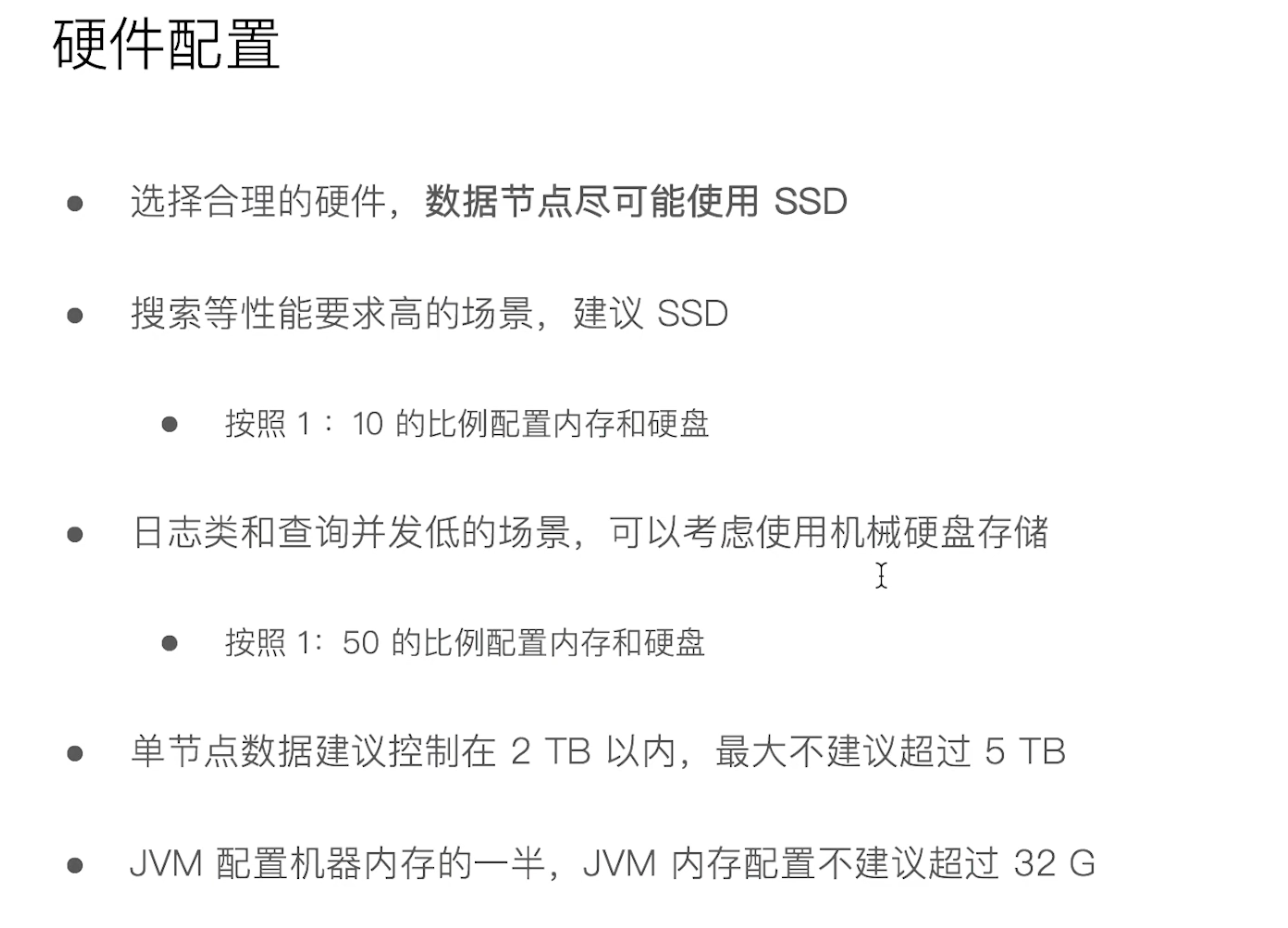 硬件配置
选择合理的硬件，数据节点尽可能使用 SSD
搜索等性能要求高的场景，建议 SSD
按照 1 ：10 的比例配置内存和硬盘
日志类和查询并发低的场景，可以考虑使用机械硬盘存储
按照 1：50 的比例配置内存和硬盘
单节点数据建议控制在 2 TB 以内，最大不建议超过 5 TB
JVM 配置机器内存的一半，JVM 内存配置不建议超过 32 G